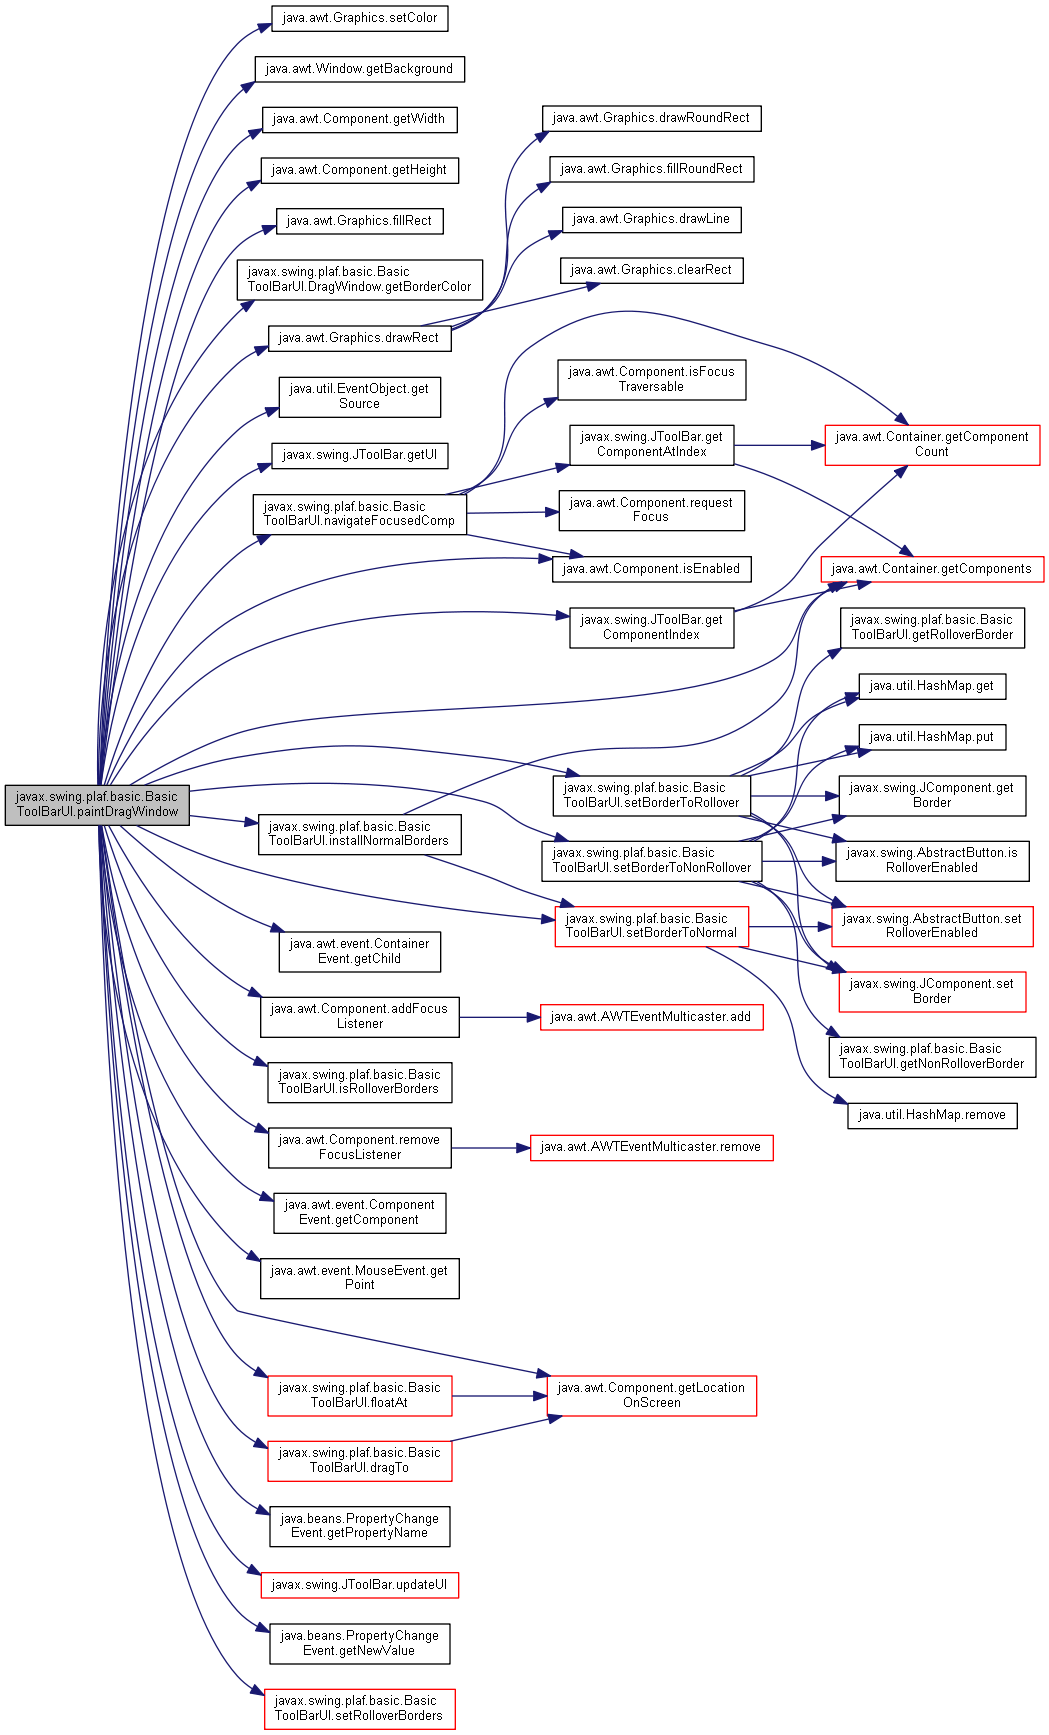 java.awt.Graphics.setColor
java.awt.Window.getBackground
java.awt.Component.getWidth
java.awt.Graphics.drawRoundRect
java.awt.Component.getHeight
java.awt.Graphics.fillRoundRect
java.awt.Graphics.fillRect
java.awt.Graphics.drawLine
javax.swing.plaf.basic.Basic
ToolBarUI.DragWindow.getBorderColor
java.awt.Graphics.clearRect
java.awt.Graphics.drawRect
java.util.EventObject.get
Source
java.awt.Component.isFocus
Traversable
javax.swing.JToolBar.getUI
javax.swing.JToolBar.get
ComponentAtIndex
java.awt.Container.getComponent
Count
javax.swing.plaf.basic.Basic
ToolBarUI.navigateFocusedComp
java.awt.Component.request
Focus
java.awt.Component.isEnabled
java.awt.Container.getComponents
javax.swing.JToolBar.get
ComponentIndex
javax.swing.plaf.basic.Basic
ToolBarUI.getRolloverBorder
java.util.HashMap.get
java.util.HashMap.put
javax.swing.plaf.basic.Basic
ToolBarUI.paintDragWindow
javax.swing.plaf.basic.Basic
ToolBarUI.setBorderToRollover
javax.swing.JComponent.get
Border
javax.swing.plaf.basic.Basic
ToolBarUI.installNormalBorders
javax.swing.plaf.basic.Basic
ToolBarUI.setBorderToNonRollover
javax.swing.AbstractButton.is
RolloverEnabled
javax.swing.plaf.basic.Basic
ToolBarUI.setBorderToNormal
javax.swing.AbstractButton.set
RolloverEnabled
java.awt.event.Container
Event.getChild
javax.swing.JComponent.set
Border
java.awt.Component.addFocus
Listener
java.awt.AWTEventMulticaster.add
javax.swing.plaf.basic.Basic
ToolBarUI.getNonRolloverBorder
javax.swing.plaf.basic.Basic
ToolBarUI.isRolloverBorders
java.util.HashMap.remove
java.awt.Component.remove
FocusListener
java.awt.AWTEventMulticaster.remove
java.awt.event.Component
Event.getComponent
java.awt.event.MouseEvent.get
Point
javax.swing.plaf.basic.Basic
ToolBarUI.floatAt
java.awt.Component.getLocation
OnScreen
javax.swing.plaf.basic.Basic
ToolBarUI.dragTo
java.beans.PropertyChange
Event.getPropertyName
javax.swing.JToolBar.updateUI
java.beans.PropertyChange
Event.getNewValue
javax.swing.plaf.basic.Basic
ToolBarUI.setRolloverBorders